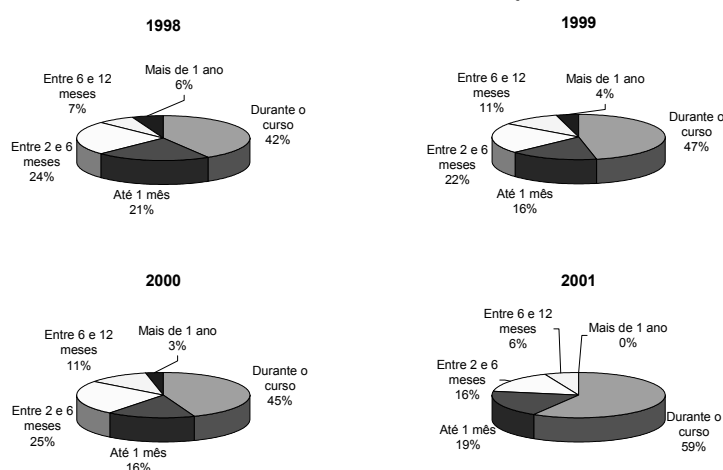 1998
Mais de 1 ano
6%
Entre 6 e 12
meses
7%
Durante o
curso
42%
Entre 2 e 6
meses
24%
Até 1 mês
21%
1999
Entre 6 e 12
meses
11%
Mais de 1 ano
4%
Durante o
curso
47%
Entre 2 e 6
meses
22%
Até 1 mês
16%
2000
Entre 6 e 12
meses
11%
Mais de 1 ano
3%
Durante o
curso
45%
Entre 2 e 6
meses
25%
Até 1 mês
16%
2001
Entre 6 e 12
meses
6%
Mais de 1 ano
0%
Entre 2 e 6
meses
16%
Até 1 mês
19%
Durante o
curso
59%